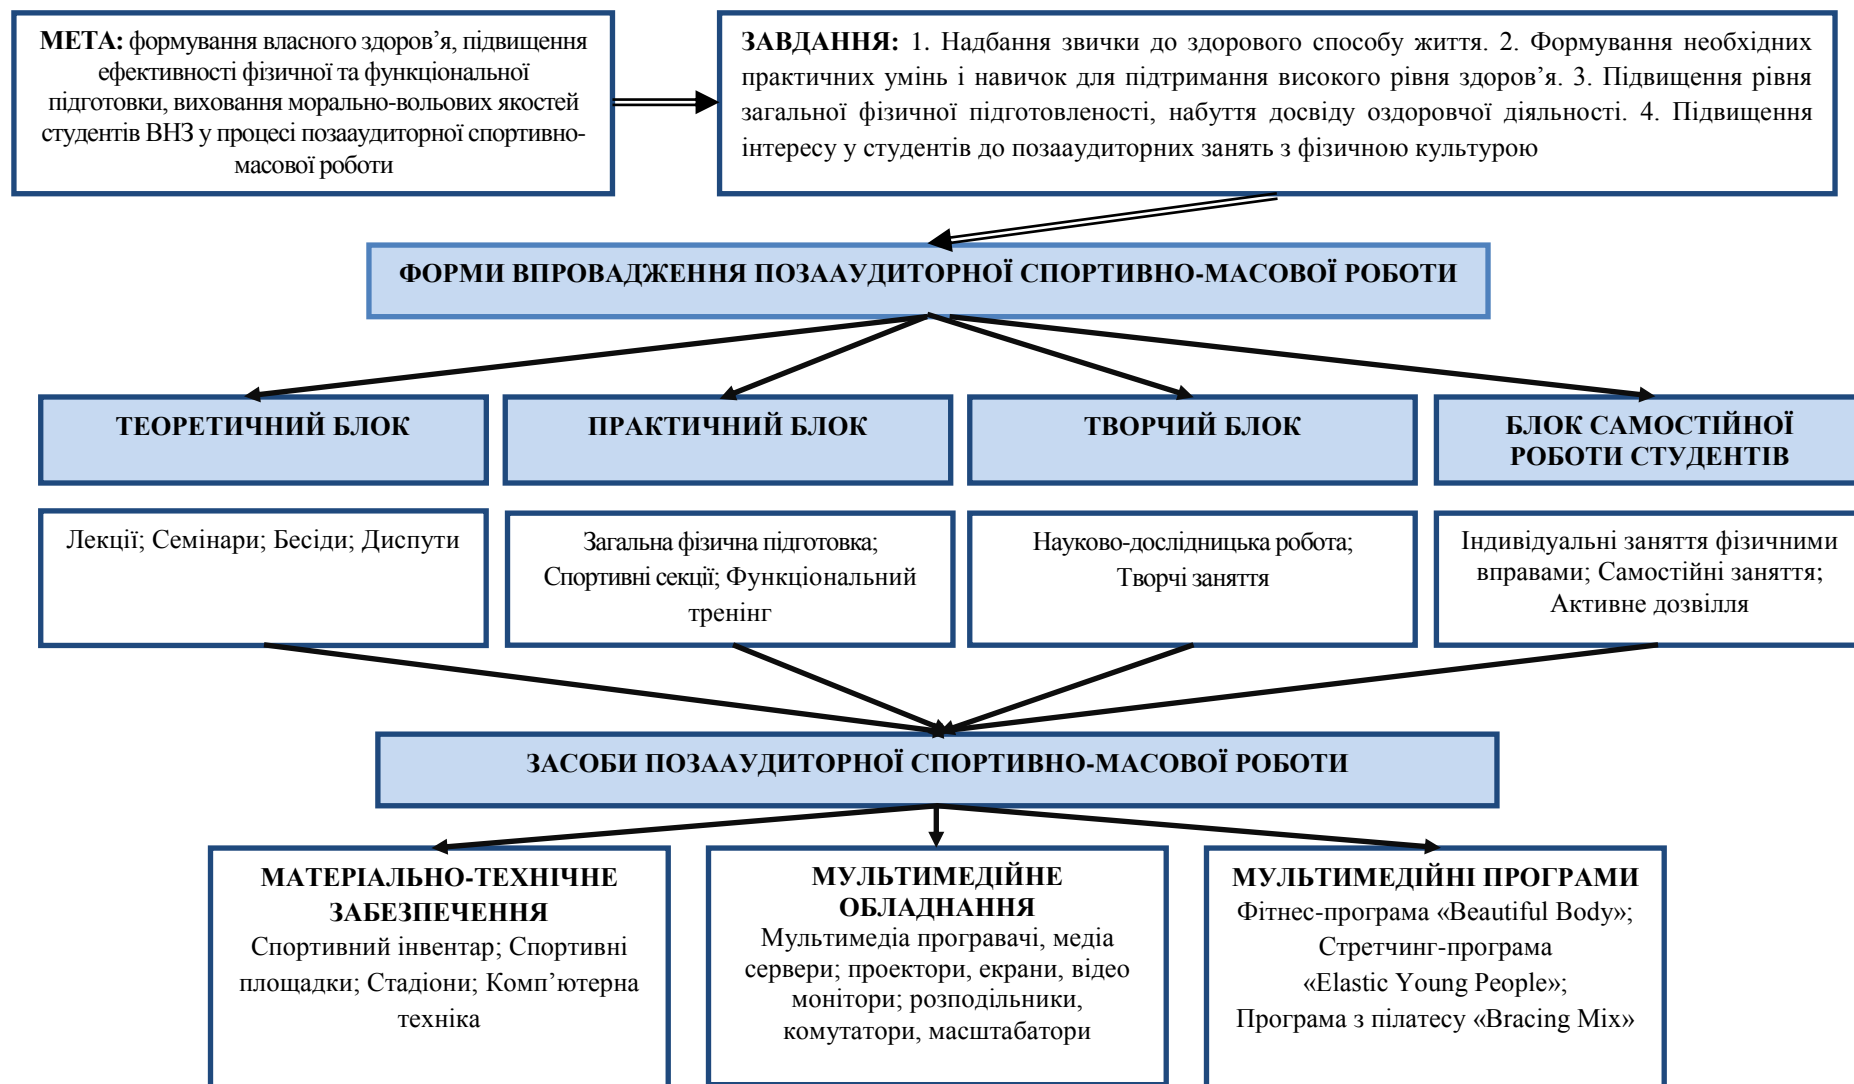 МЕТА: формування власного здоров’я, підвищення
ефективності фізичної та функціональної
підготовки, виховання морально-вольових якостей
студентів ВНЗ у процесі позааудиторної спортивно-
масової роботи
ЗАВДАННЯ: 1. Надбання звички до здорового способу життя. 2. Формування необхідних
практичних умінь і навичок для підтримання високого рівня здоров’я. 3. Підвищення рівня
загальної фізичної підготовленості, набуття досвіду оздоровчої діяльності. 4. Підвищення
інтересу у студентів до позааудиторних занять з фізичною культурою
ФОРМИ ВПРОВАДЖЕННЯ ПОЗААУДИТОРНОЇ СПОРТИВНО-МАСОВОЇ РОБОТИ
ТЕОРЕТИЧНИЙ БЛОК
ПРАКТИЧНИЙ БЛОК
ТВОРЧИЙ БЛОК
БЛОК САМОСТІЙНОЇ
РОБОТИ СТУДЕНТІВ
Лекції; Семінари; Бесіди; Диспути
Загальна фізична підготовка;
Спортивні секції; Функціональний
тренінг
Науково-дослідницька робота;
Творчі заняття
Індивідуальні заняття фізичними
вправами; Самостійні заняття;
Активне дозвілля
ЗАСОБИ ПОЗААУДИТОРНОЇ СПОРТИВНО-МАСОВОЇ РОБОТИ
МАТЕРІАЛЬНО-ТЕХНІЧНЕ
ЗАБЕЗПЕЧЕННЯ
Спортивний інвентар; Спортивні
площадки; Стадіони; Комп’ютерна
техніка
МУЛЬТИМЕДІЙНЕ
ОБЛАДНАННЯ
Мультимедіа програвачі, медіа
сервери; проектори, екрани, відео
монітори; розподільники,
комутатори, масштабатори
МУЛЬТИМЕДІЙНІ ПРОГРАМИ
Фітнес-програма «Beautiful Body»;
Стретчинг-програма
«Elastic Young People»;
Програма з пілатесу «Bracing Mix»